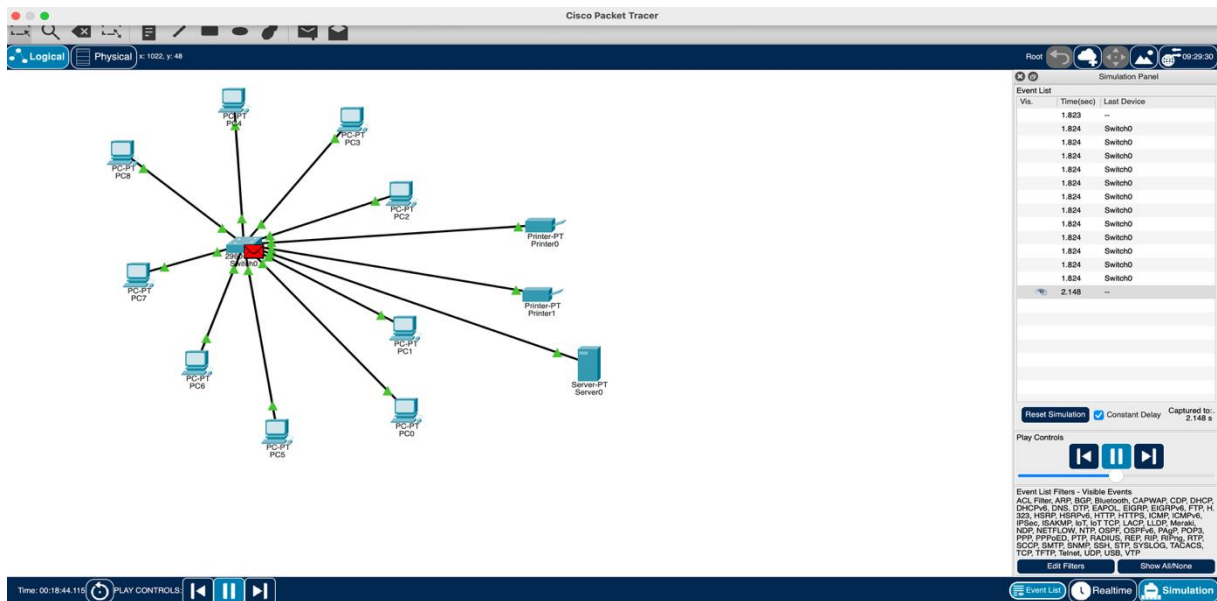 Cisco Packet Tracer
Logical
Physical
x: 1022, y: 48
Root
09:29:30
Simulation Panel
Event List
Vis. Time(sec) Last Device
1.823 --
1.824 Switch0
1.824 Switch0
1.824 Switch0
1.824 Switch0
1.824 Switch0
1.824 Switch0
1.824 Switch0
1.824 Switch0
1.824 Switch0
1.824 Switch0
1.824 Switch0
1.824 Switch0
2.148 --
PC-PT
PC4
PC-PT
PC3
PC-PT
PC8
PC-PT
PC2
Printer-PT
Printer0
Switch0
PC-PT
PC7
Printer-PT
Printer1
PC-PT
PC1
PC-PT
PC6
Server-PT
Server0
PC-PT
PC0
PC-PT
PC5
Reset Simulation
Constant Delay
Captured to:
2.148 s
Play Controls
Event List Filters - Visible Events
ACL Filter, ARP, BGP, Bluetooth, CAPWAP, CDP, DHCP,
DHCPv6, DNS, DTP, EAPOL, EIGRP, EIGRPv6, FTP, H.
323, HSRP, HSRPv6, HTTP, HTTPS, ICMP, ICMPv6,
IPSec, ISAKMP, IoT, IoT TCP, LACP, LLDP, Meraki,
NDP, NETFLOW, NTP, OSPF, OSPFv6, PAgP, POP3,
PPP, PPPoED, PTP, RADIUS, REP, RIP, RIPng, RTP,
SCCP, SMTP, SNMP, SSH, STP, SYSLOG, TACACS,
TCP, TFTP, Telnet, UDP, USB, VTP
Edit Filters
Show All/None
Time: 00:18:44.115
PLAY CONTROLS:
Event List
Realtime
Simulation